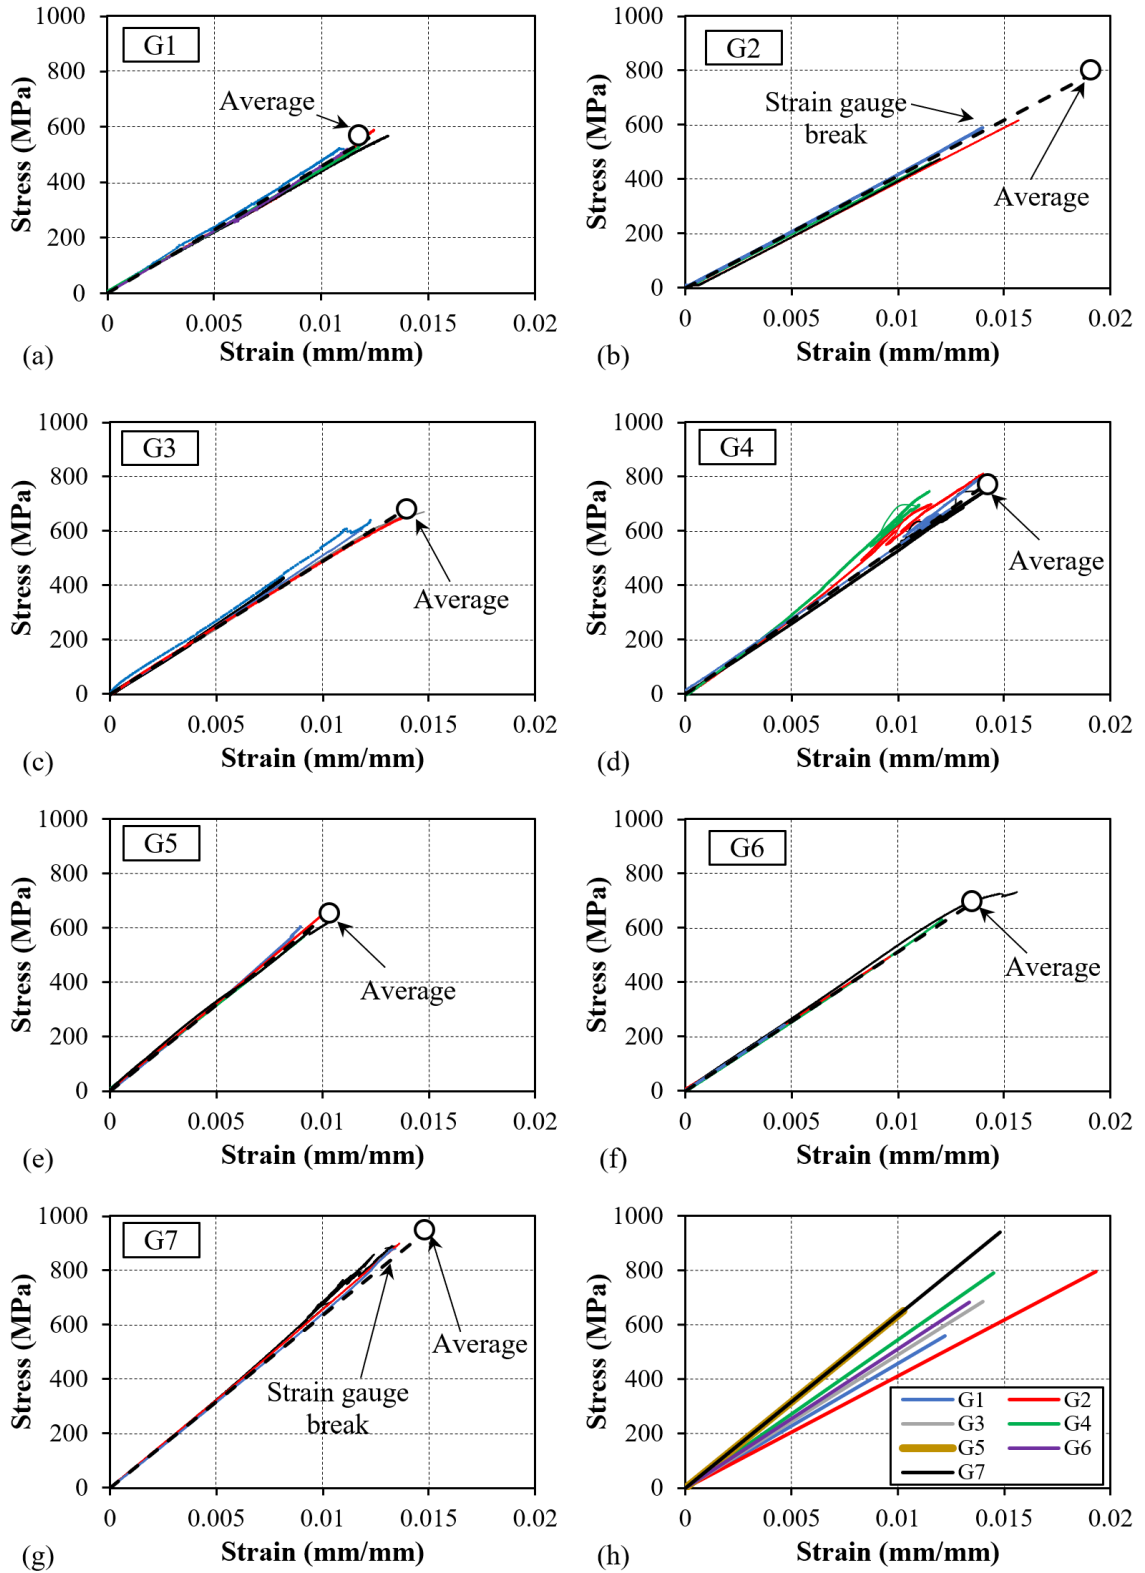 G1
Average
Stress (MPa)
1000
800
600
400
200
0
0 0.005 0.01 0.015 0.02
Strain (mm/mm)
(a)
G2
Strain gauge
break
Average
Stress (MPa)
1000
800
600
400
200
0
0 0.005 0.01 0.015 0.02
Strain (mm/mm)
(b)
G3
Average
Stress (MPa)
1000
800
600
400
200
0
0 0.005 0.01 0.015 0.02
Strain (mm/mm)
(c)
G4
Average
Stress (MPa)
1000
800
600
400
200
0
0 0.005 0.01 0.015 0.02
Strain (mm/mm)
(d)
G5
Average
Stress (MPa)
1000
800
600
400
200
0
0 0.005 0.01 0.015 0.02
Strain (mm/mm)
(e)
G6
Average
Stress (MPa)
1000
800
600
400
200
0
0 0.005 0.01 0.015 0.02
Strain (mm/mm)
(f)
G7
Average
Strain gauge
break
Stress (MPa)
1000
800
600
400
200
0
0 0.005 0.01 0.015 0.02
Strain (mm/mm)
(g)
Stress (MPa)
1000
800
600
400
200
0
G1 G2
G3 G4
G5 G6
G7
0 0.005 0.01 0.015 0.02
Strain (mm/mm)
(h)